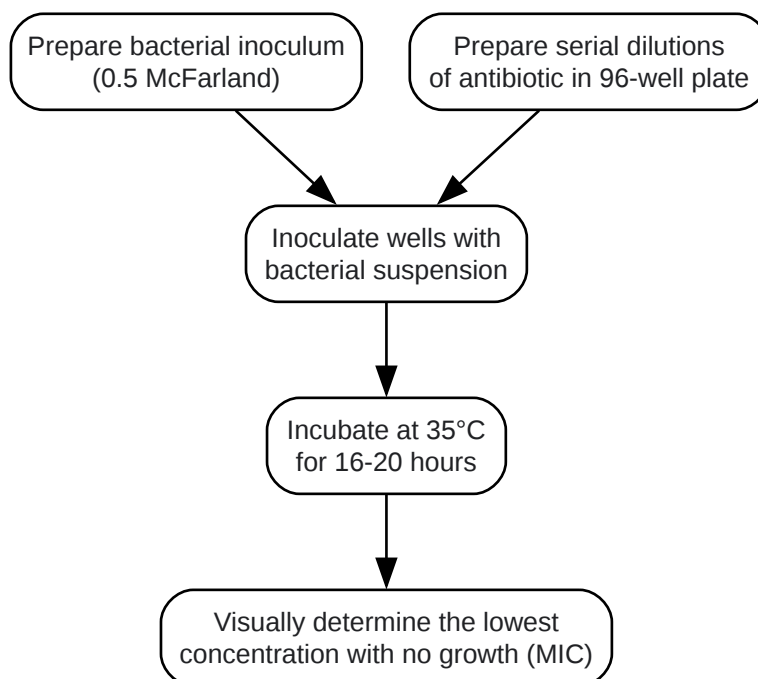 Prepare bacterial inoculum
(0.5 McFarland)
Prepare serial dilutions
of antibiotic in 96-well plate
Inoculate wells with
bacterial suspension
Incubate at 35°C
for 16-20 hours
Visually determine the lowest
concentration with no growth (MIC)